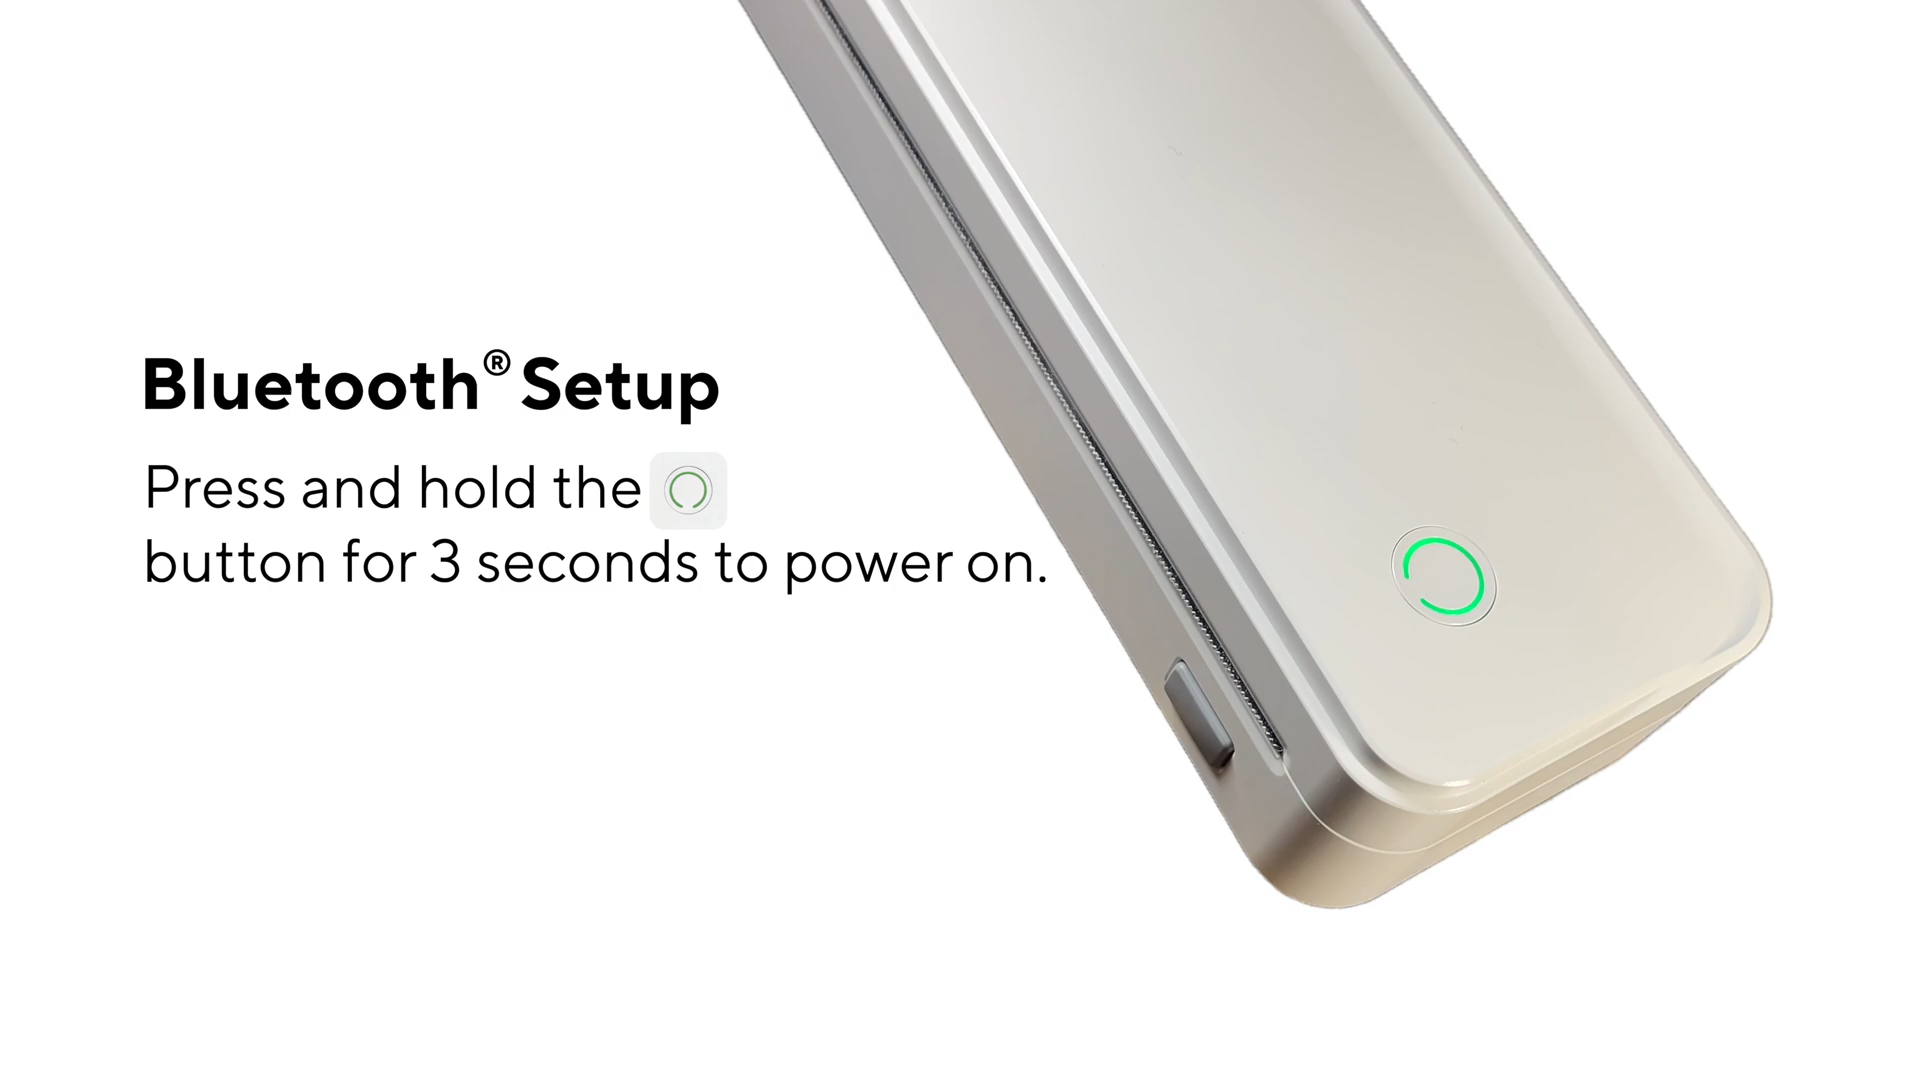 Bluetooth® Setup
Press and hold the
button for 3 seconds to power on.